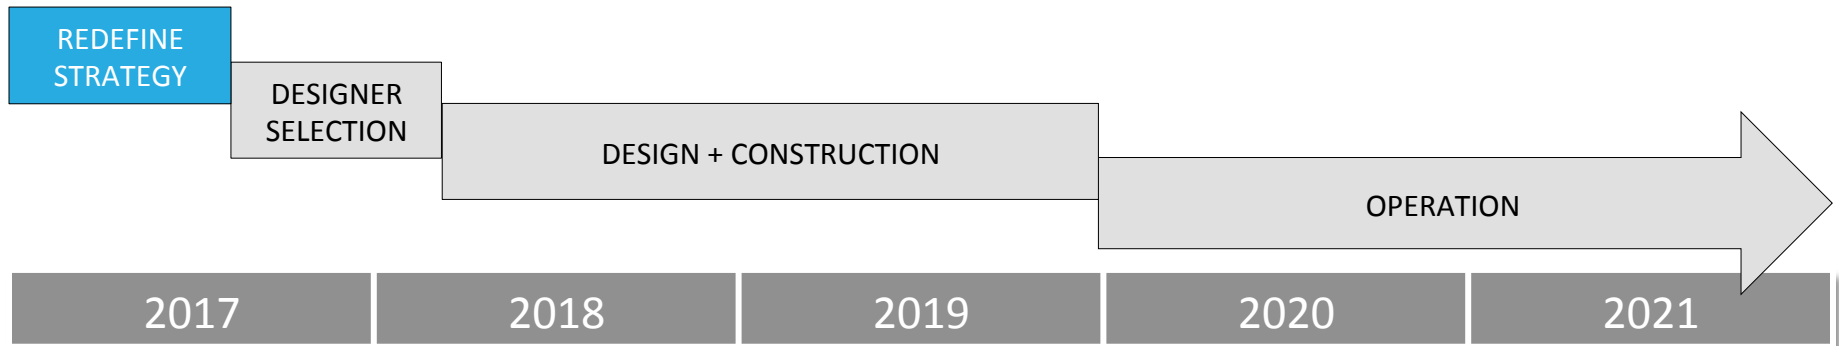 REDEFINE
STRATEGY
DESIGNER
SELECTION
DESIGN + CONSTRUCTION
OPERATION
2017
2018
2019
2020
2021